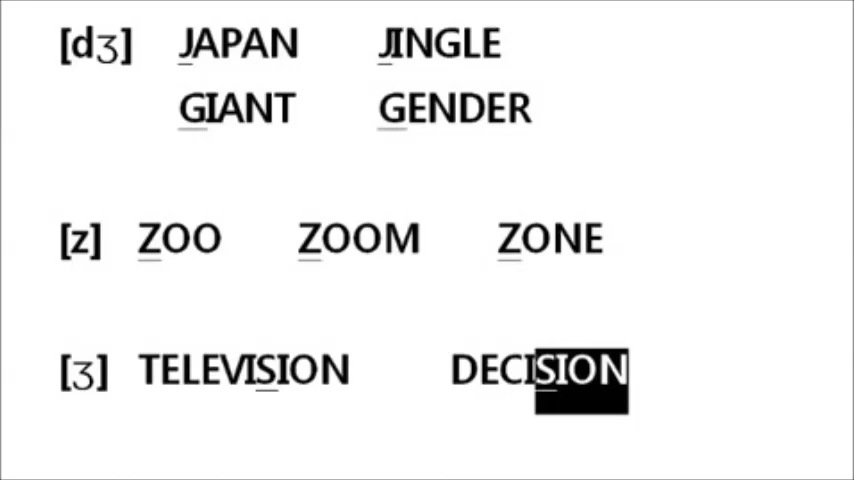 [dʒ] JAPAN JINGLE
GIANT GENDER
[z] ZOO ZOOM ZONE
[ʒ] TELEVISION DECISION